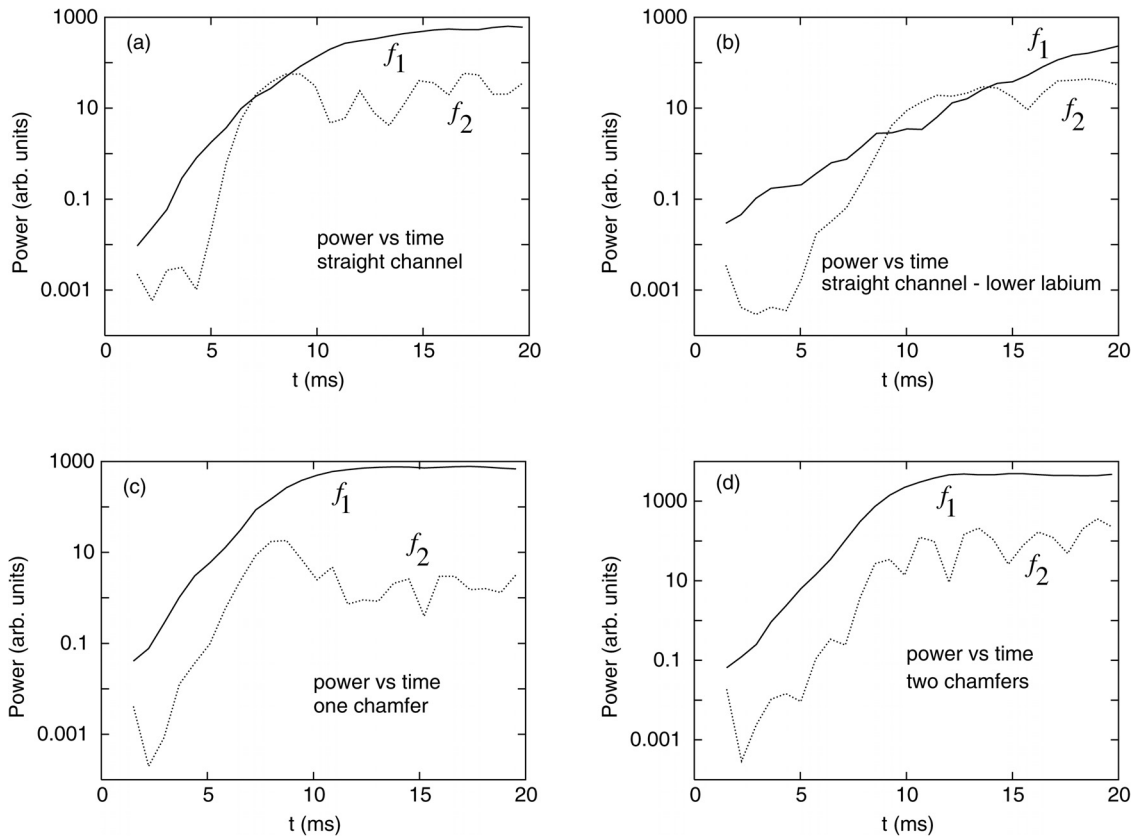 (a)
1000
10
0.1
0.001
Power (arb. units)
f1
f2
power vs time
straight channel
0 5 10 15 20
t (ms)
(b)
1000
10
0.1
0.001
Power (arb. units)
f1
f2
power vs time
straight channel - lower labium
0 5 10 15 20
t (ms)
(c)
1000
10
0.1
0.001
Power (arb. units)
f1
f2
power vs time
one chamfer
0 5 10 15 20
t (ms)
(d)
1000
10
0.1
0.001
Power (arb. units)
f1
f2
power vs time
two chamfers
0 5 10 15 20
t (ms)